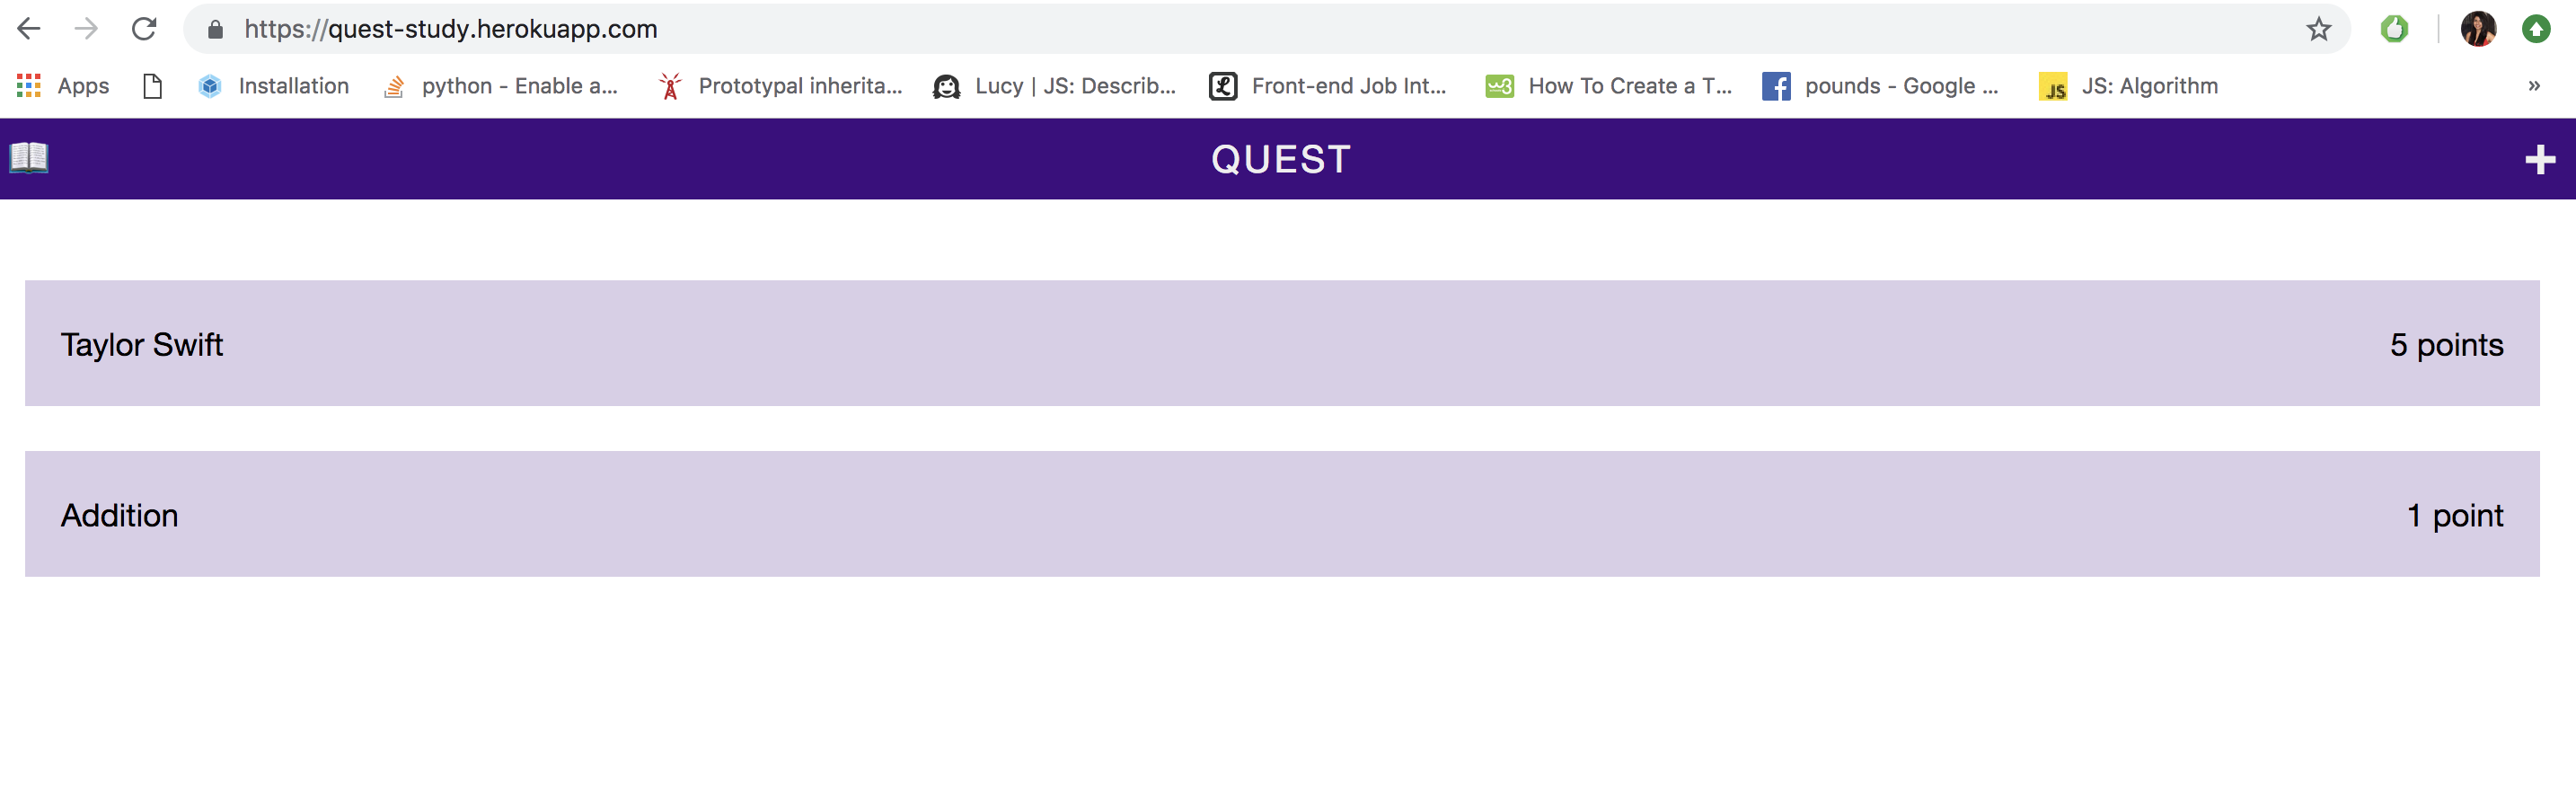 https://quest-study.herokuapp.com
Apps Installation python - Enable a... Prototypal inherita... Lucy | JS: Describ... Front-end Job Int... How To Create a T... pounds - Google ... JS: Algorithm »
QUEST
Taylor Swift 5 points
Addition 1 point